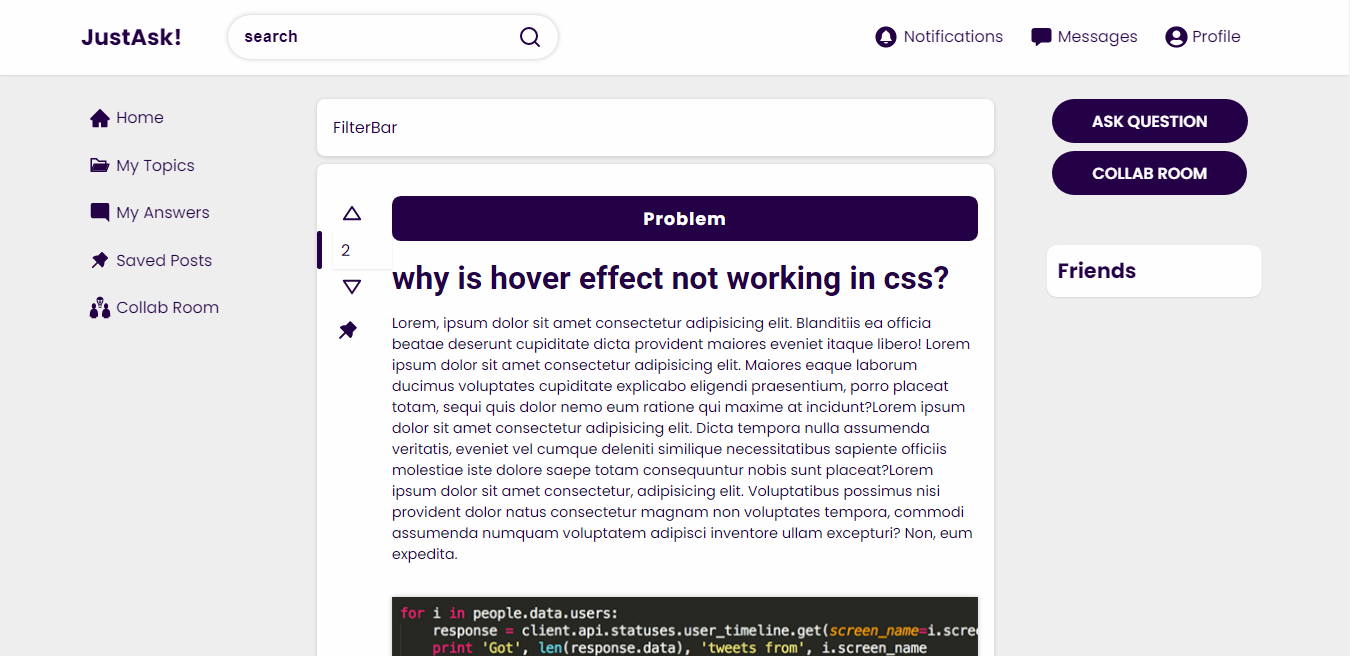 JustAsk!
search
Notifications
Messages
Profile
Home
My Topics
My Answers
Saved Posts
Collab Room
FilterBar
2
Problem
why is hover effect not working in css?
Lorem, ipsum dolor sit amet consectetur adipisicing elit. Blanditiis ea officia
beatae deserunt cupiditate dicta provident maiores eveniet itaque libero! Lorem
ipsum dolor sit amet consectetur adipisicing elit. Maiores eaque laborum
ducimus voluptates cupiditate explicabo eligendi praesentium, porro placeat
totam, sequi quis dolor nemo eum ratione qui maxime at incidunt?Lorem ipsum
dolor sit amet consectetur adipisicing elit. Dicta tempora nulla assumenda
veritatis, eveniet vel cumque deleniti similique necessitatibus sapiente officiis
molestiae iste dolore saepe totam consequuntur nobis sunt placeat?Lorem
ipsum dolor sit amet consectetur, adipisicing elit. Voluptatibus possimus nisi
provident dolor natus consectetur magnam non voluptates tempora, commodi
assumenda numquam voluptatem adipisci inventore ullam excepturi? Non, eum
expedita.
for i in people.data.users:
response = client.api.statuses.user_timeline.get(screen_name=i.scree
print 'Got', len(response.data), 'tweets from', i.screen_name
ASK QUESTION
COLLAB ROOM
Friends